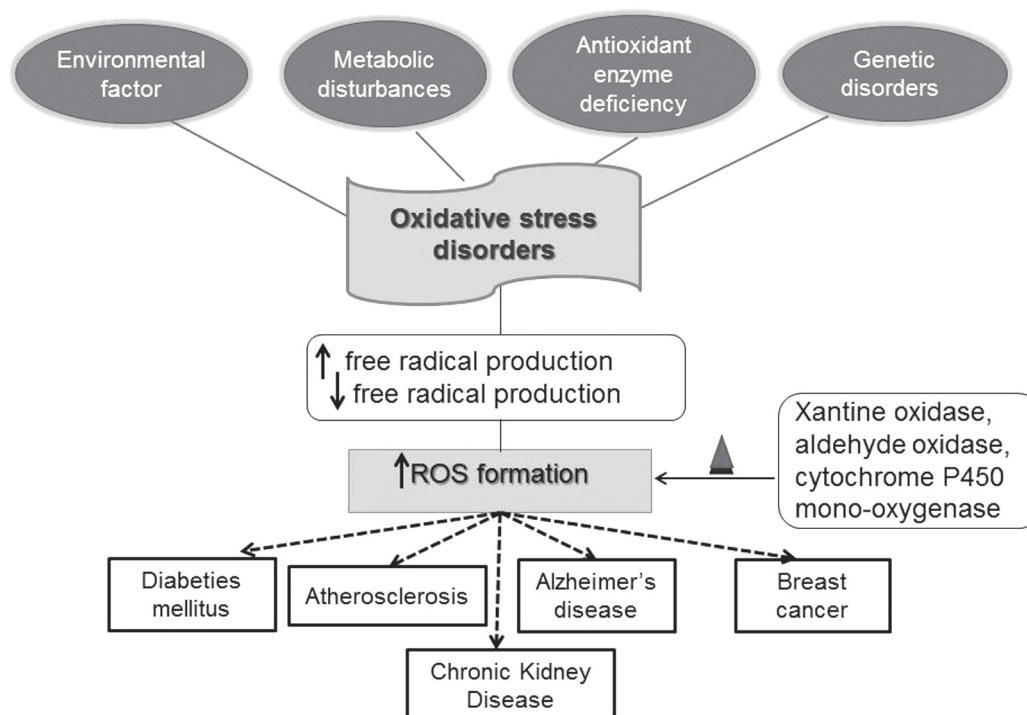 Environmental
factor
Metabolic
disturbances
Antioxidant
enzyme
deficiency
Genetic
disorders
Oxidative stress
disorders
↑ free radical production
↓ free radical production
↑ROS formation
Xantine oxidase,
aldehyde oxidase,
cytochrome P450
mono-oxygenase
Diabeties
mellitus
Atherosclerosis
Alzheimer's
disease
Breast
cancer
Chronic Kidney
Disease